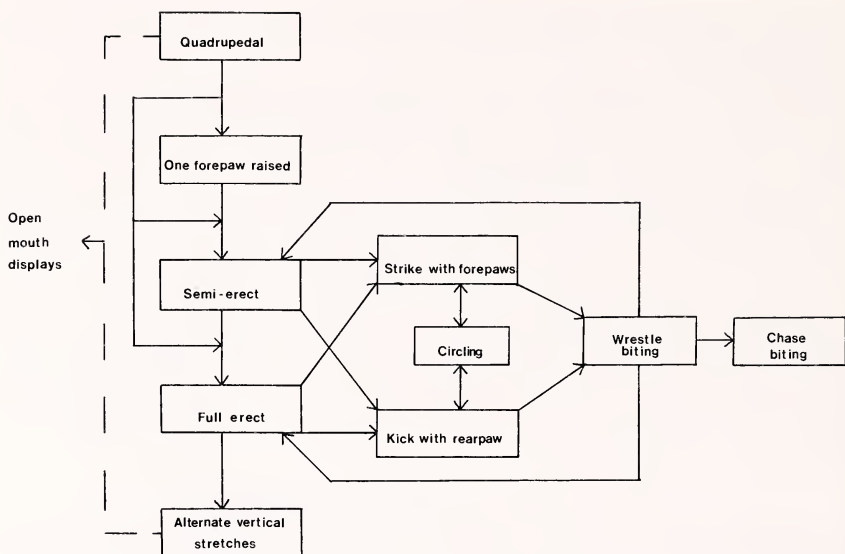 Quadrupedal
One forepaw raised
Open
mouth
displays
Semi-erect
Strike with forepaws
Circling
Wrestle
biting
Chase
biting
Full erect
Kick with rearpaw
Alternate vertical
stretches